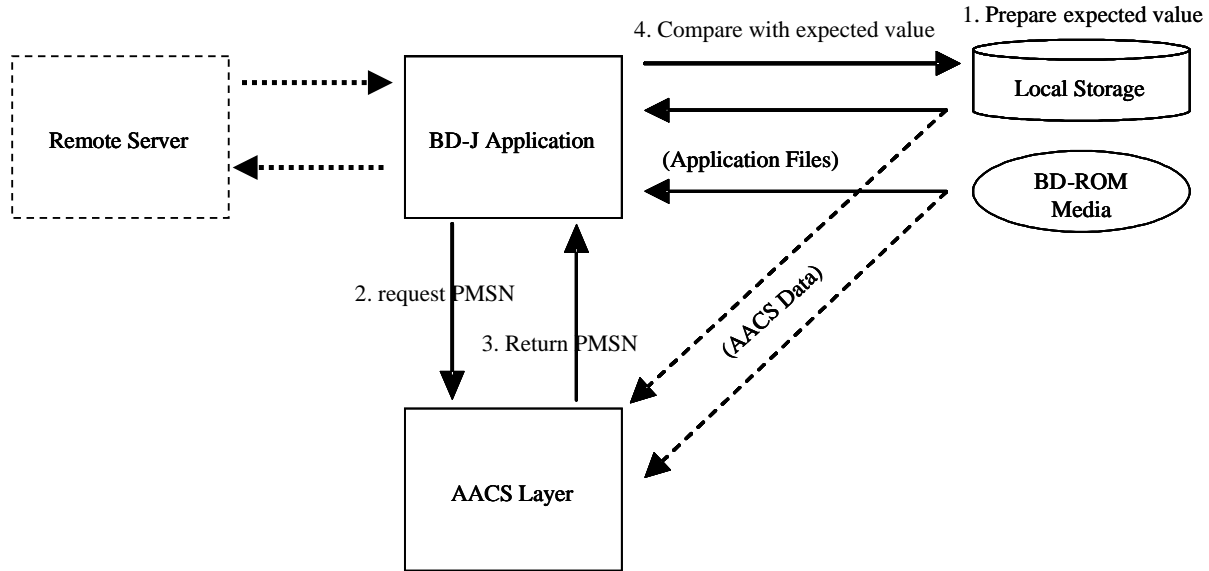 1. Prepare expected value
4. Compare with expected value
Local Storage
Remote Server
BD-J Application
(Application Files)
BD-ROM
Media
2. request PMSN
(AACS Data)
3. Return PMSN
AACS Layer